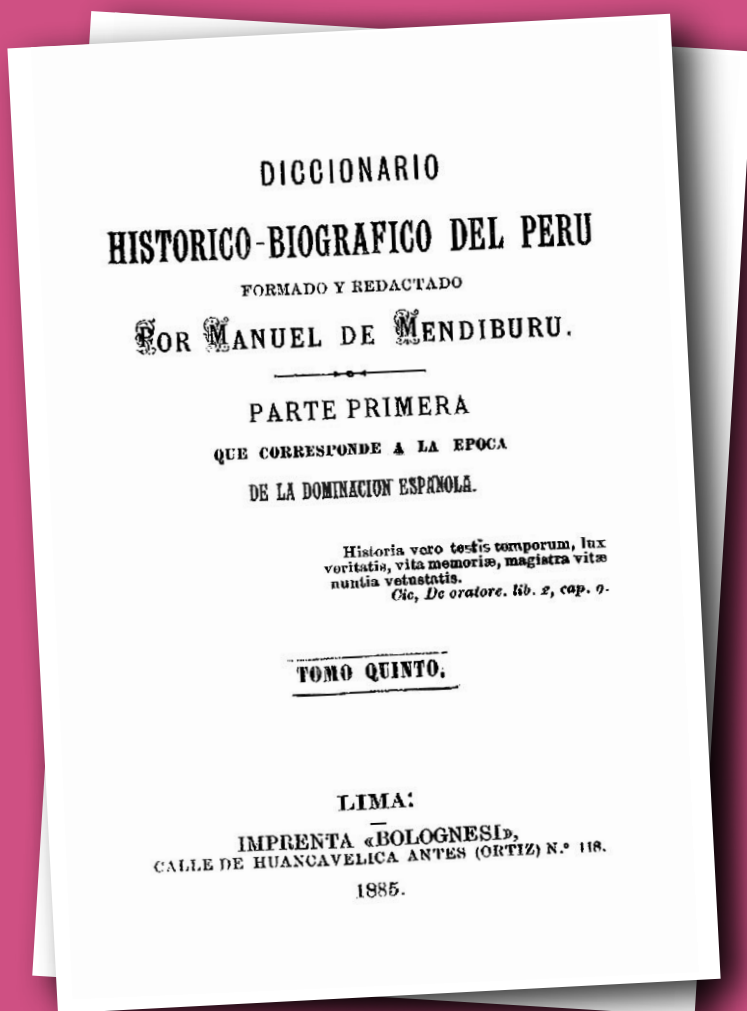 DICCIONARIO
HISTORICO-BIOGRAFICO DEL PERU
FORMADO Y REDACTADO
POR MANUEL DE MENDIBURU.
PARTE PRIMERA
QUE CORRESPONDE A LA EPOCA
DE LA DOMINACION ESPAÑOLA.
Historia vero testis temporum, lux
veritatis, vita memoriæ, magistra vitæ
nuntia vetustatis.
Cic, De oratore. lib. 2, cap. 9.
TOMO QUINTO.
LIMA:
IMPRENTA «BOLOGNESI»,
CALLE DE HUANCAVELICA ANTES (ORTIZ) N.º 118.
1885.